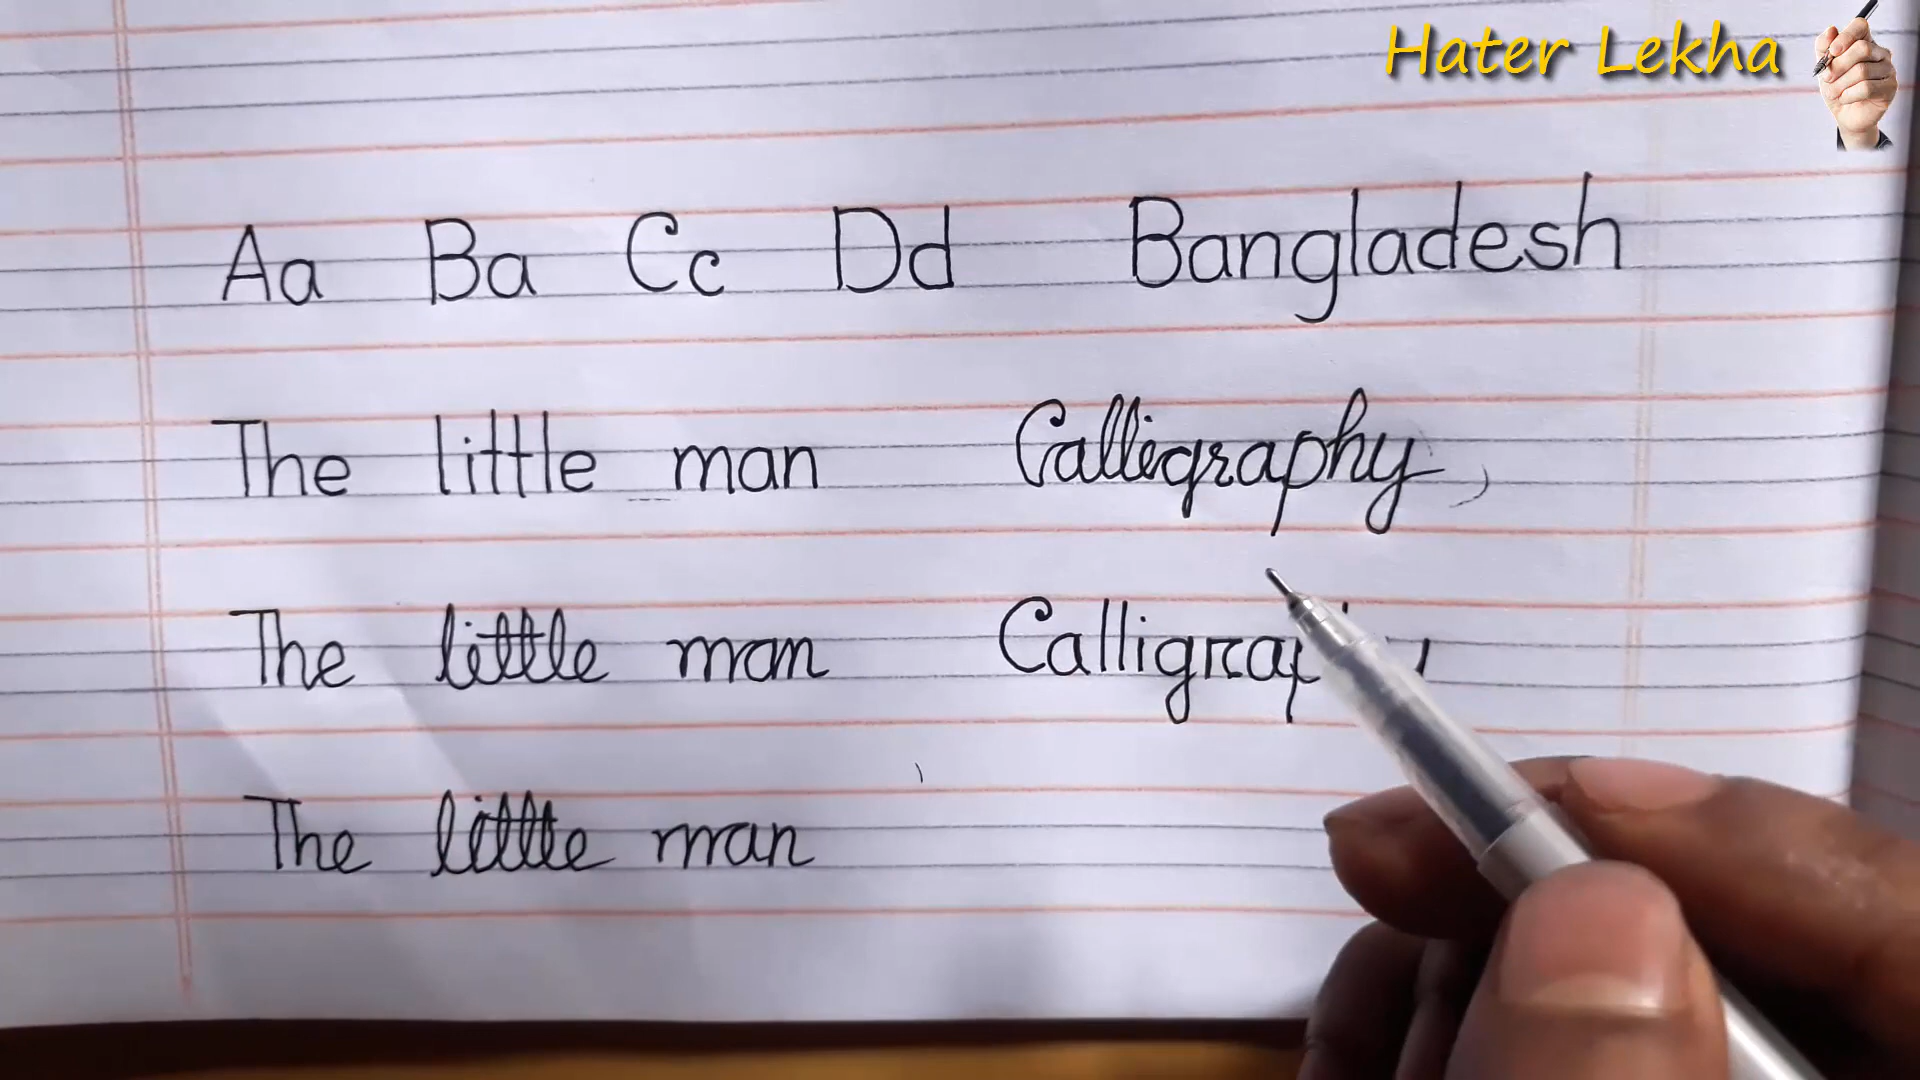 Hater Lekha
Aa Ba Cc Dd Bangladesh
The little man Calligraphy,
The little man
The little man